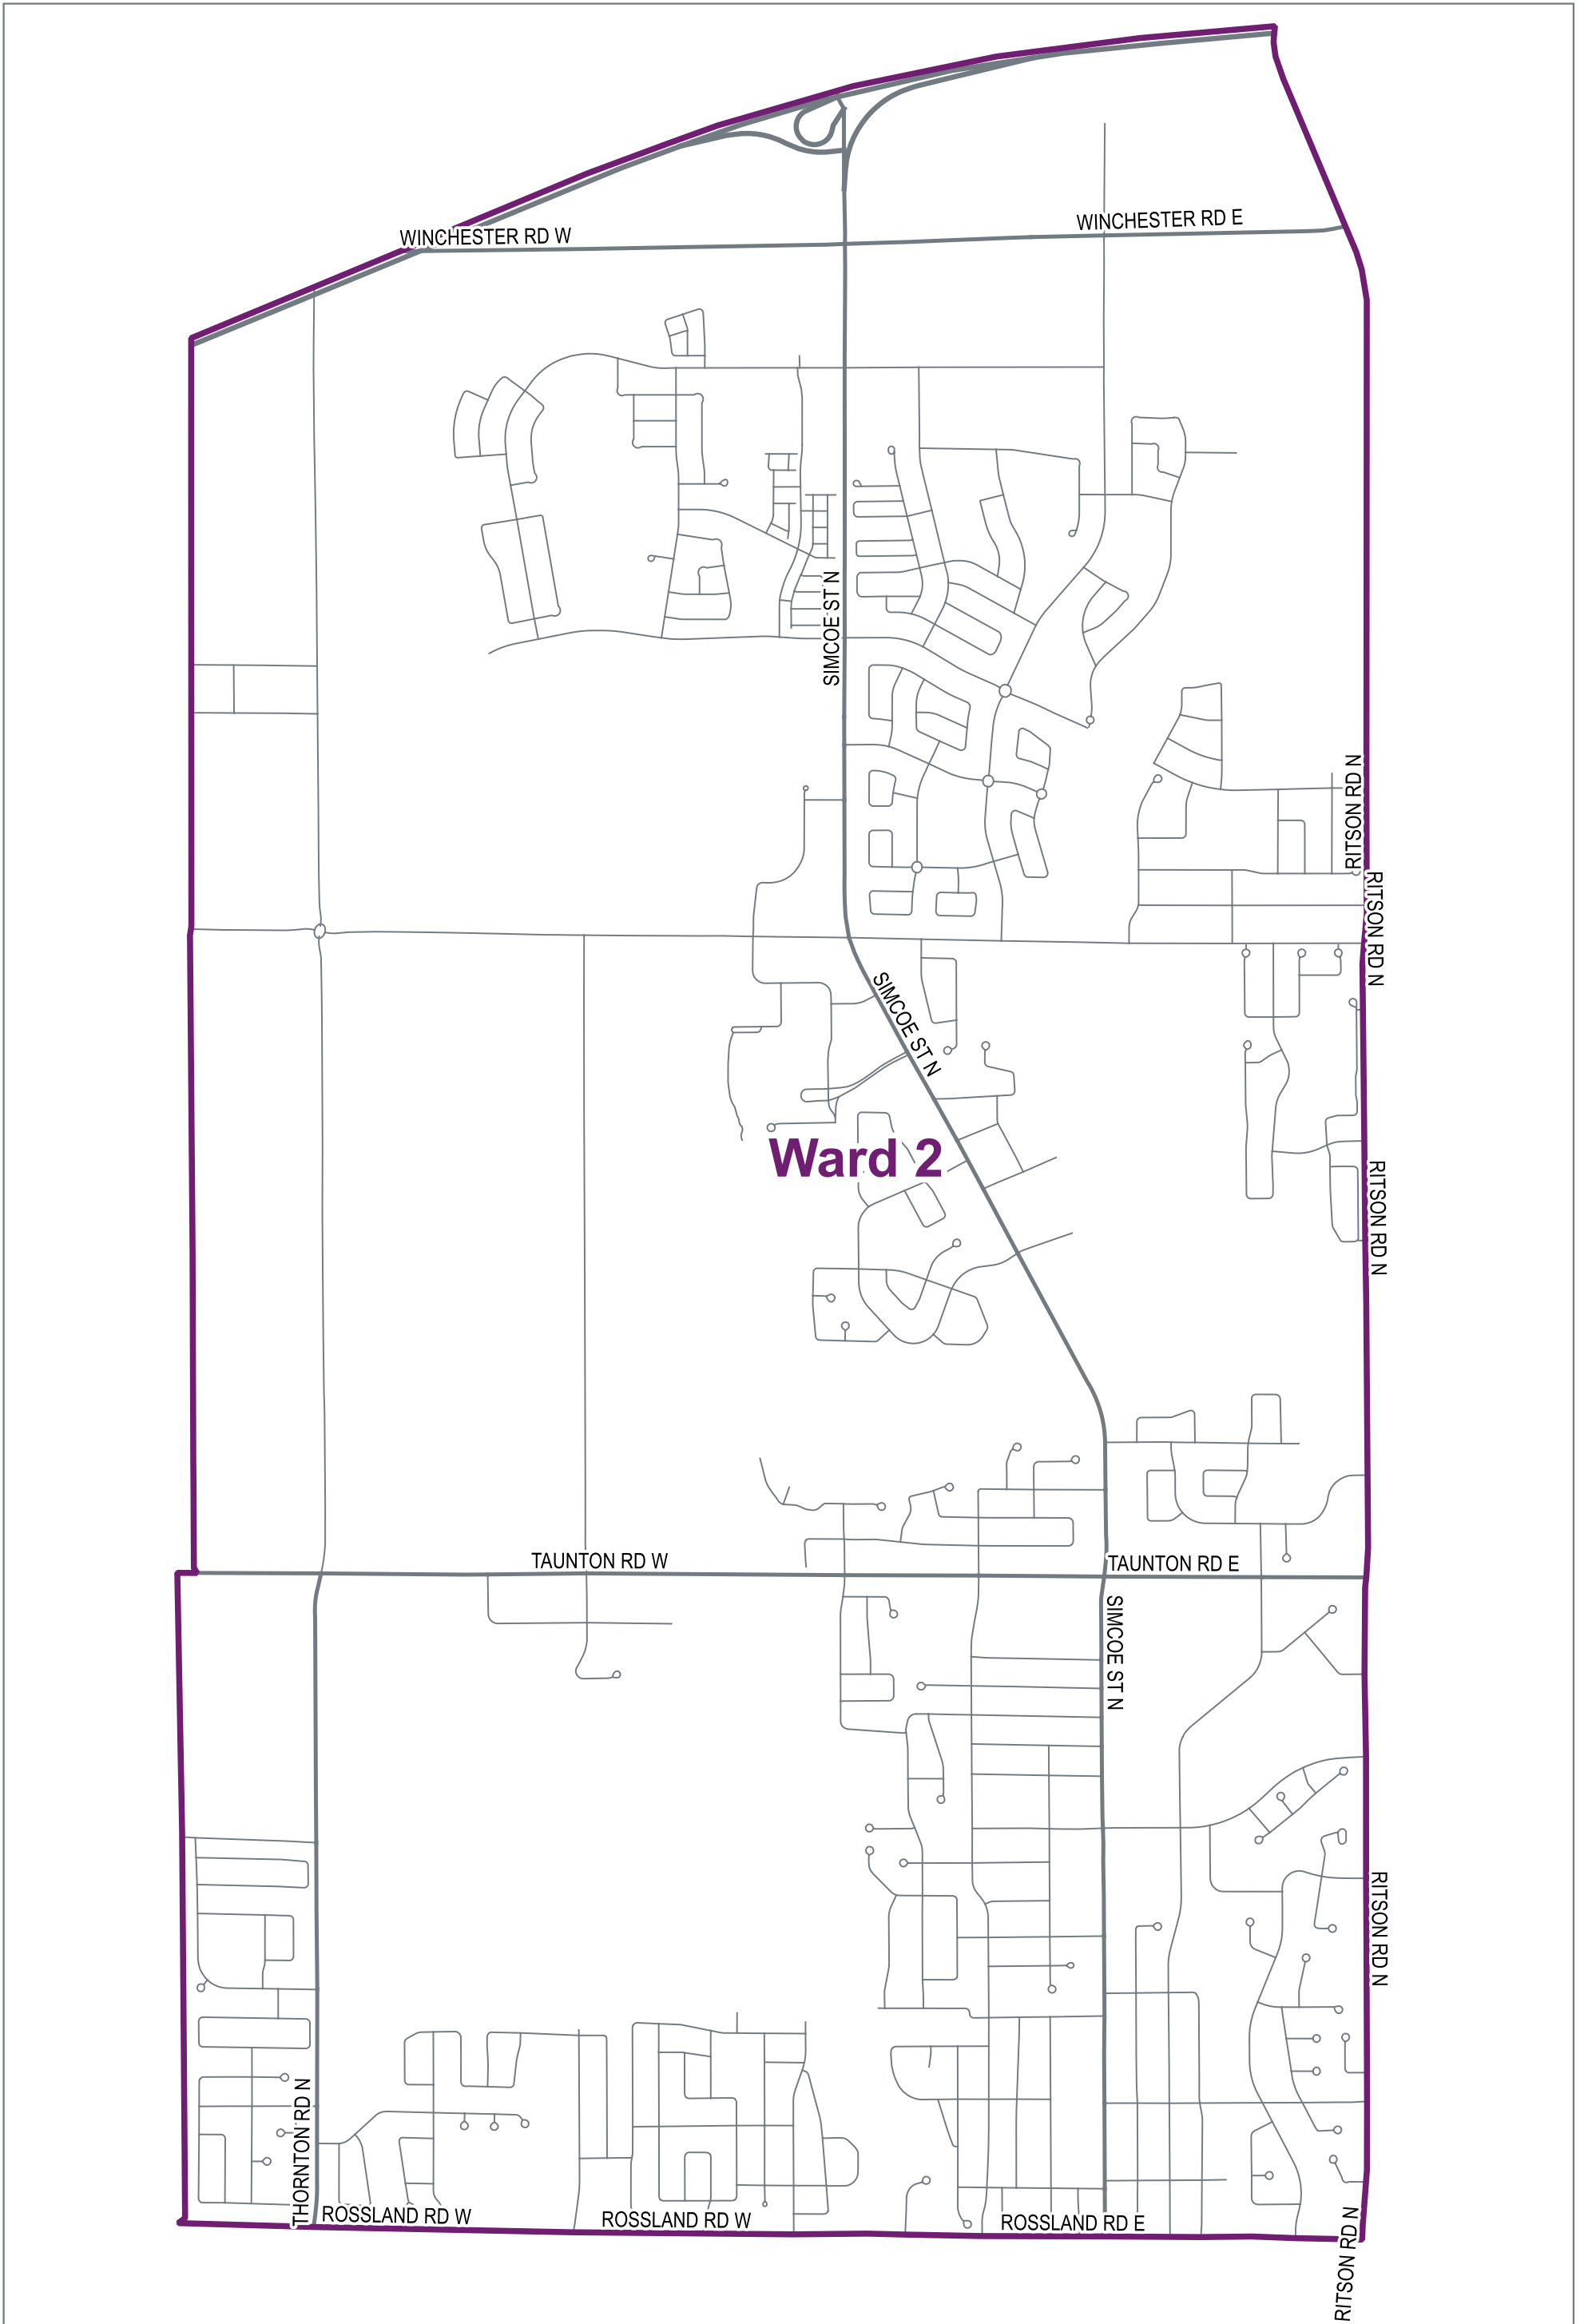 WINCHESTER RD E
WINCHESTER RD W
SIMCOE ST N
RITSON RD N
RITSON RD N
SIMCOE ST N
Ward 2
RITSON RD N
TAUNTON RD W
TAUNTON RD E
SIMCOE ST N
RITSON RD N
THORNTON RD N
ROSSLAND RD W
ROSSLAND RD W
ROSSLAND RD E
RITSON RD N